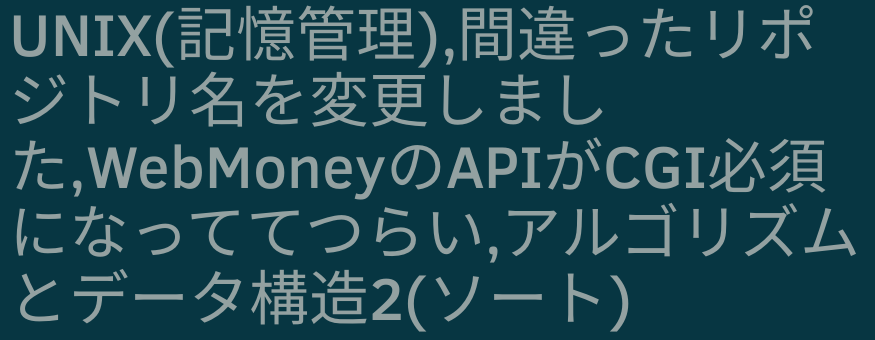 UNIX(記憶管理),間違ったリポ
ジトリ名を変更しまし
た,WebMoneyのAPIがCGI必須
になっててつらい,アルゴリズム
とデータ構造2(ソート)